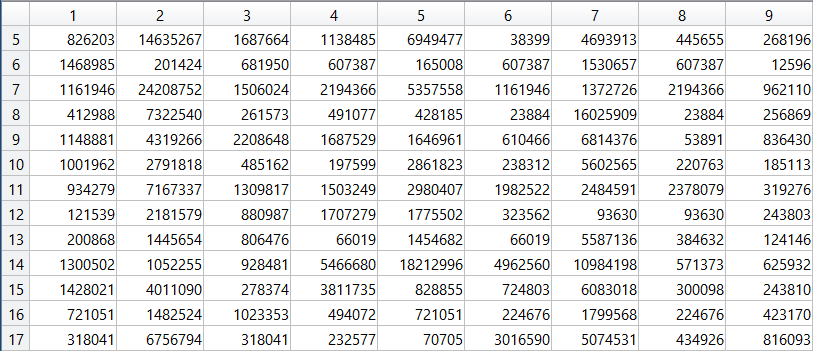 1 2 3 4 5 6 7 8 9
5 826203 14635267 1687664 1138485 6949477 38399 4693913 445655 268196
6 1468985 201424 681950 607387 165008 607387 1530657 607387 12596
7 1161946 24208752 1506024 2194366 5357558 1161946 1372726 2194366 962110
8 412988 7322540 261573 491077 428185 23884 16025909 23884 256869
9 1148881 4319266 2208648 1687529 1646961 610466 6814376 53891 836430
10 1001962 2791818 485162 197599 2861823 238312 5602565 220763 185113
11 934279 7167337 1309817 1503249 2980407 1982522 2484591 2378079 319276
12 121539 2181579 880987 1707279 1775502 323562 93630 93630 243803
13 200868 1445654 806476 66019 1454682 66019 5587136 384632 124146
14 1300502 1052255 928481 5466680 18212996 4962560 10984198 571373 625932
15 1428021 4011090 278374 3811735 828855 724803 6083018 300098 243810
16 721051 1482524 1023353 494072 721051 224676 1799568 224676 423170
17 318041 6756794 318041 232577 70705 3016590 5074531 434926 816093